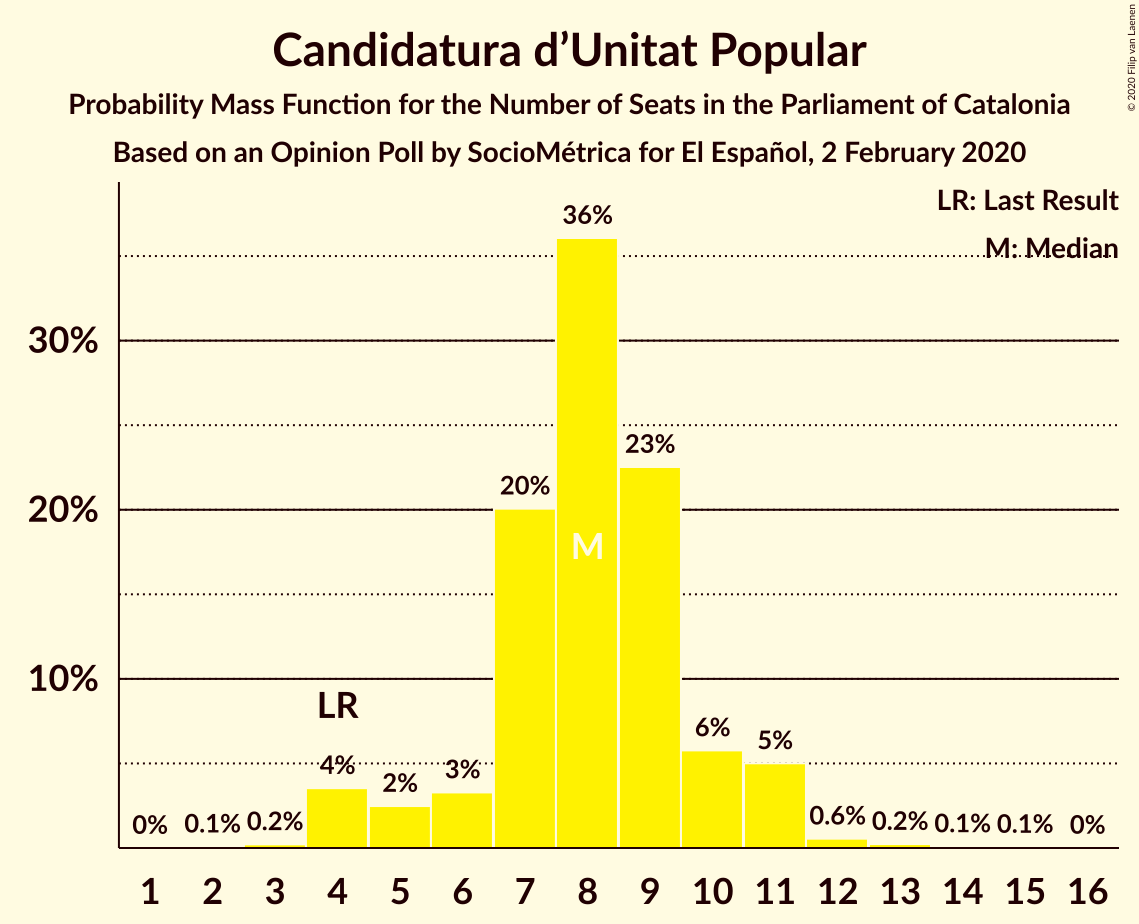 Candidatura d’Unitat Popular
Probability Mass Function for the Number of Seats in the Parliament of Catalonia
Based on an Opinion Poll by SocioMétrica for El Español, 2 February 2020
© 2020 Filip van Laenen
LR: Last Result
M: Median
30%
20%
10%
0%
0.1%
0.2%
4%
2%
3%
20%
36%
23%
6%
5%
0.6%
0.2%
0.1%
0.1%
0%
LR
M
1 2 3 4 5 6 7 8 9 10 11 12 13 14 15 16